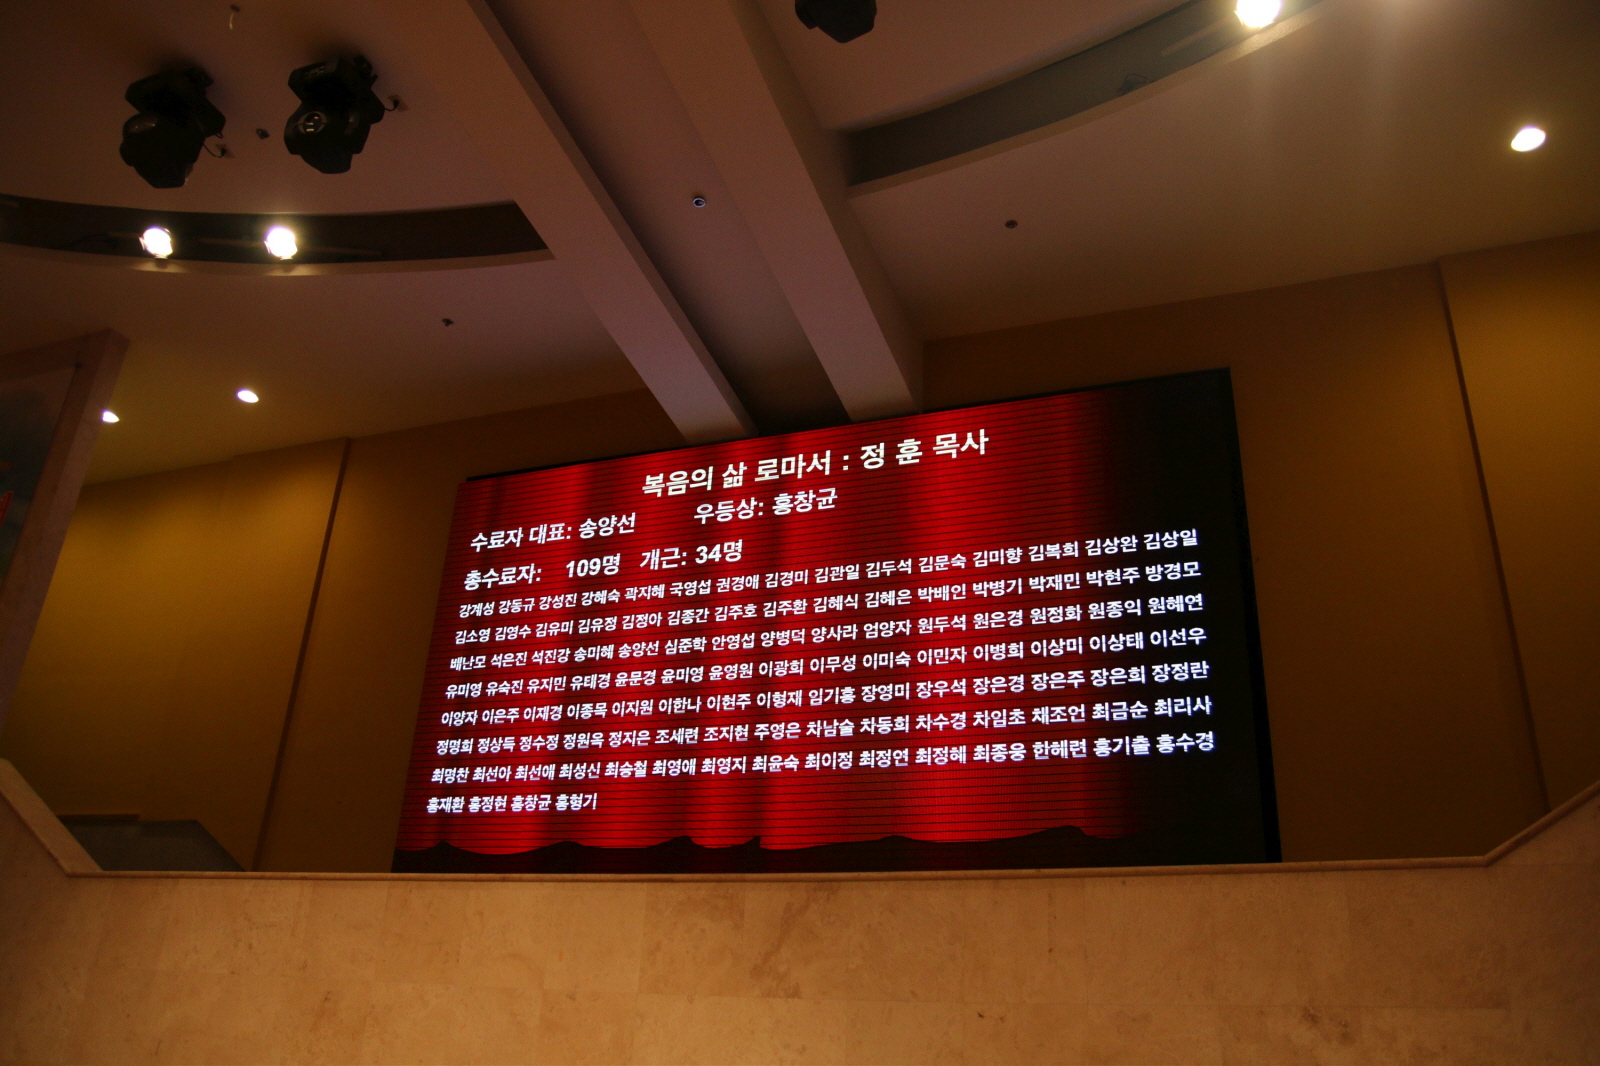 복음의 삶 로마서 : 정 훈 목사
수료자 대표: 송양선 우등상: 홍창균
총수료자: 109명 개근: 34명
강계성 강동규 강성진 강혜숙 곽지혜 국영섭 권경애 김경미 김관일 김두석 김문숙 김미향 김복희 김상완 김상일
김소영 김영수 김유미 김유정 김정아 김종간 김주호 김주환 김혜식 김혜은 박배인 박병기 박재민 박현주 방경모
배난모 석은진 석진강 송미혜 송양선 심준학 안영섭 양병덕 양사라 엄양자 원두석 원은경 원정화 원종익 원혜연
유미영 유숙진 유지민 유태경 윤문경 윤미영 윤영원 이광희 이무성 이미숙 이민자 이병희 이상미 이상태 이선우
이양자 이은주 이재경 이종목 이지원 이한나 이현주 이형재 임기홍 장영미 장우석 장은경 장은주 장은희 장정란
정명희 정상득 정수정 정원옥 정지은 조세련 조지현 주영은 차남술 차동회 차수경 차임초 채조언 최금순 최리사
최명찬 최선아 최선애 최성신 최승철 최영애 최영지 최윤숙 최이정 최정연 최정혜 최종웅 한혜련 홍기출 홍수경
홍재환 홍정현 홍창균 홍형기